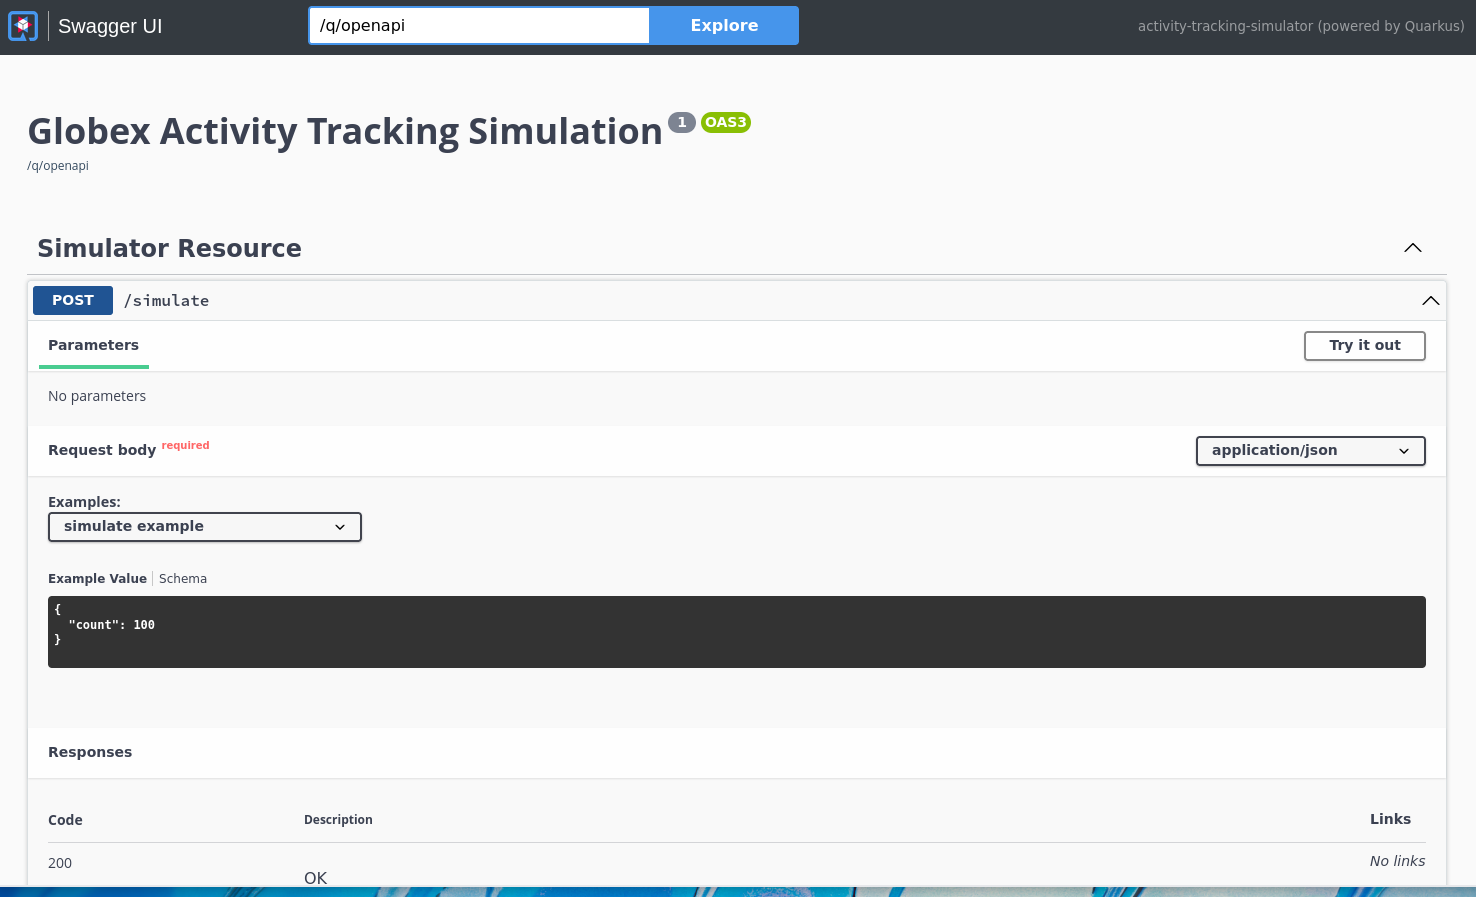 Swagger UI
/q/openapi
Explore
activity-tracking-simulator (powered by Quarkus)
Globex Activity Tracking Simulation 1 OAS3
/q/openapi
Simulator Resource
POST /simulate
Parameters
Try it out
No parameters
Request body required
application/json
Examples:
simulate example
Example Value Schema
{
"count": 100
}
Responses
Code Description Links
200 No links
OK